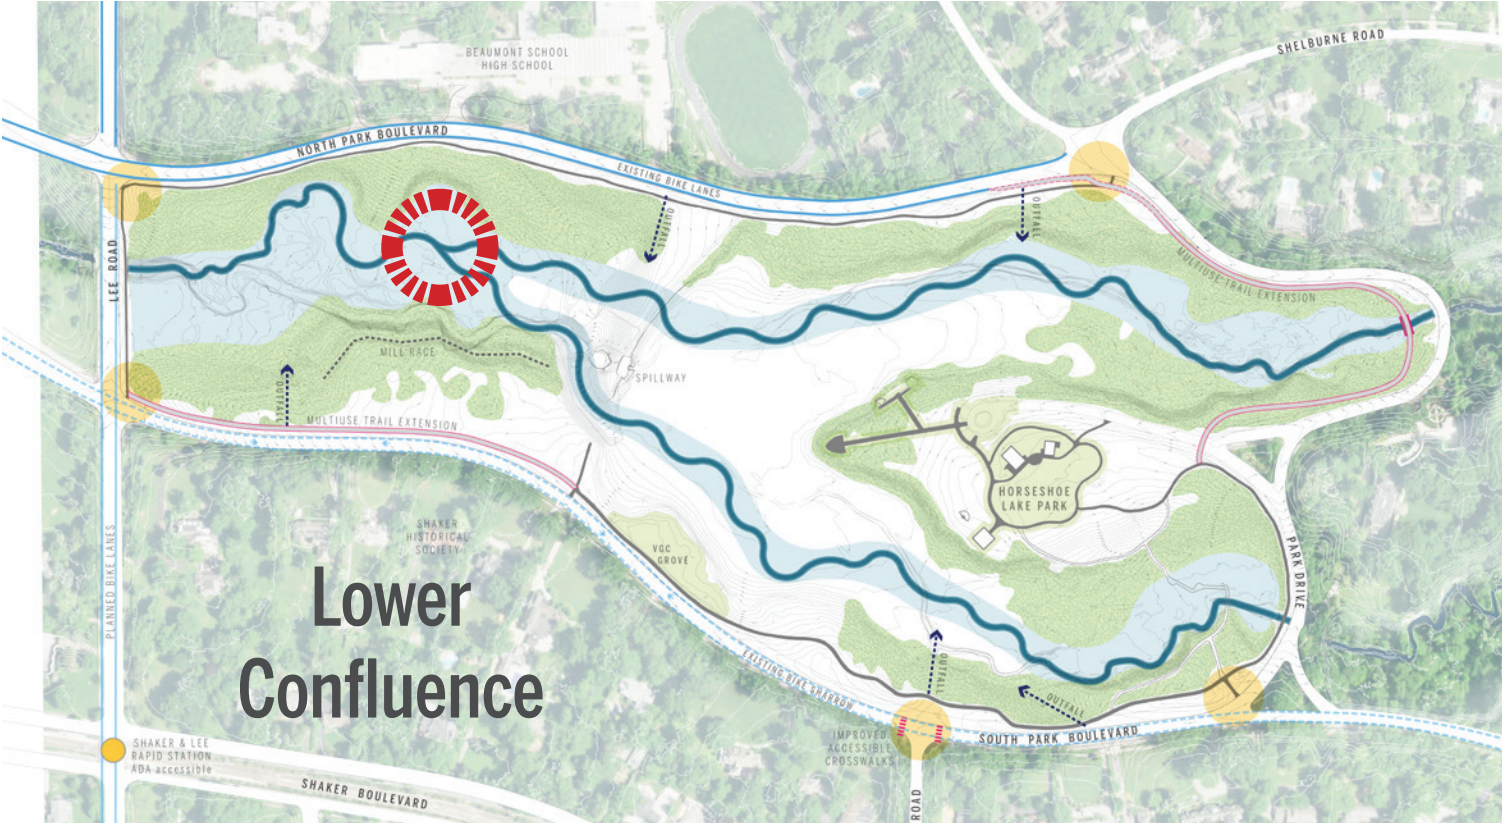 BEAUMONT SCHOOL
HIGH SCHOOL
SHELBURNE ROAD
NORTH PARK BOULEVARD
EXISTING BIKE LANES
OUTFALL
OUTFALL
LEE ROAD
MULTIUSE TRAIL EXTENSION
MILL RACE
SPILLWAY
OUTFALL
MULTIUSE TRAIL EXTENSION
HORSESHOE
LAKE PARK
SHAKER
HISTORICAL
SOCIETY
VGC
GROVE
PARK DRIVE
PLANNED BIKE LANES
Lower
Confluence
EXISTING BIKE SHARROW
OUTFALL
OUTFALL
IMPROVED
ACCESSIBLE
CROSSWALKS
SOUTH PARK BOULEVARD
SHAKER & LEE
RAPID STATION
ADA accessible
SHAKER BOULEVARD
ROAD